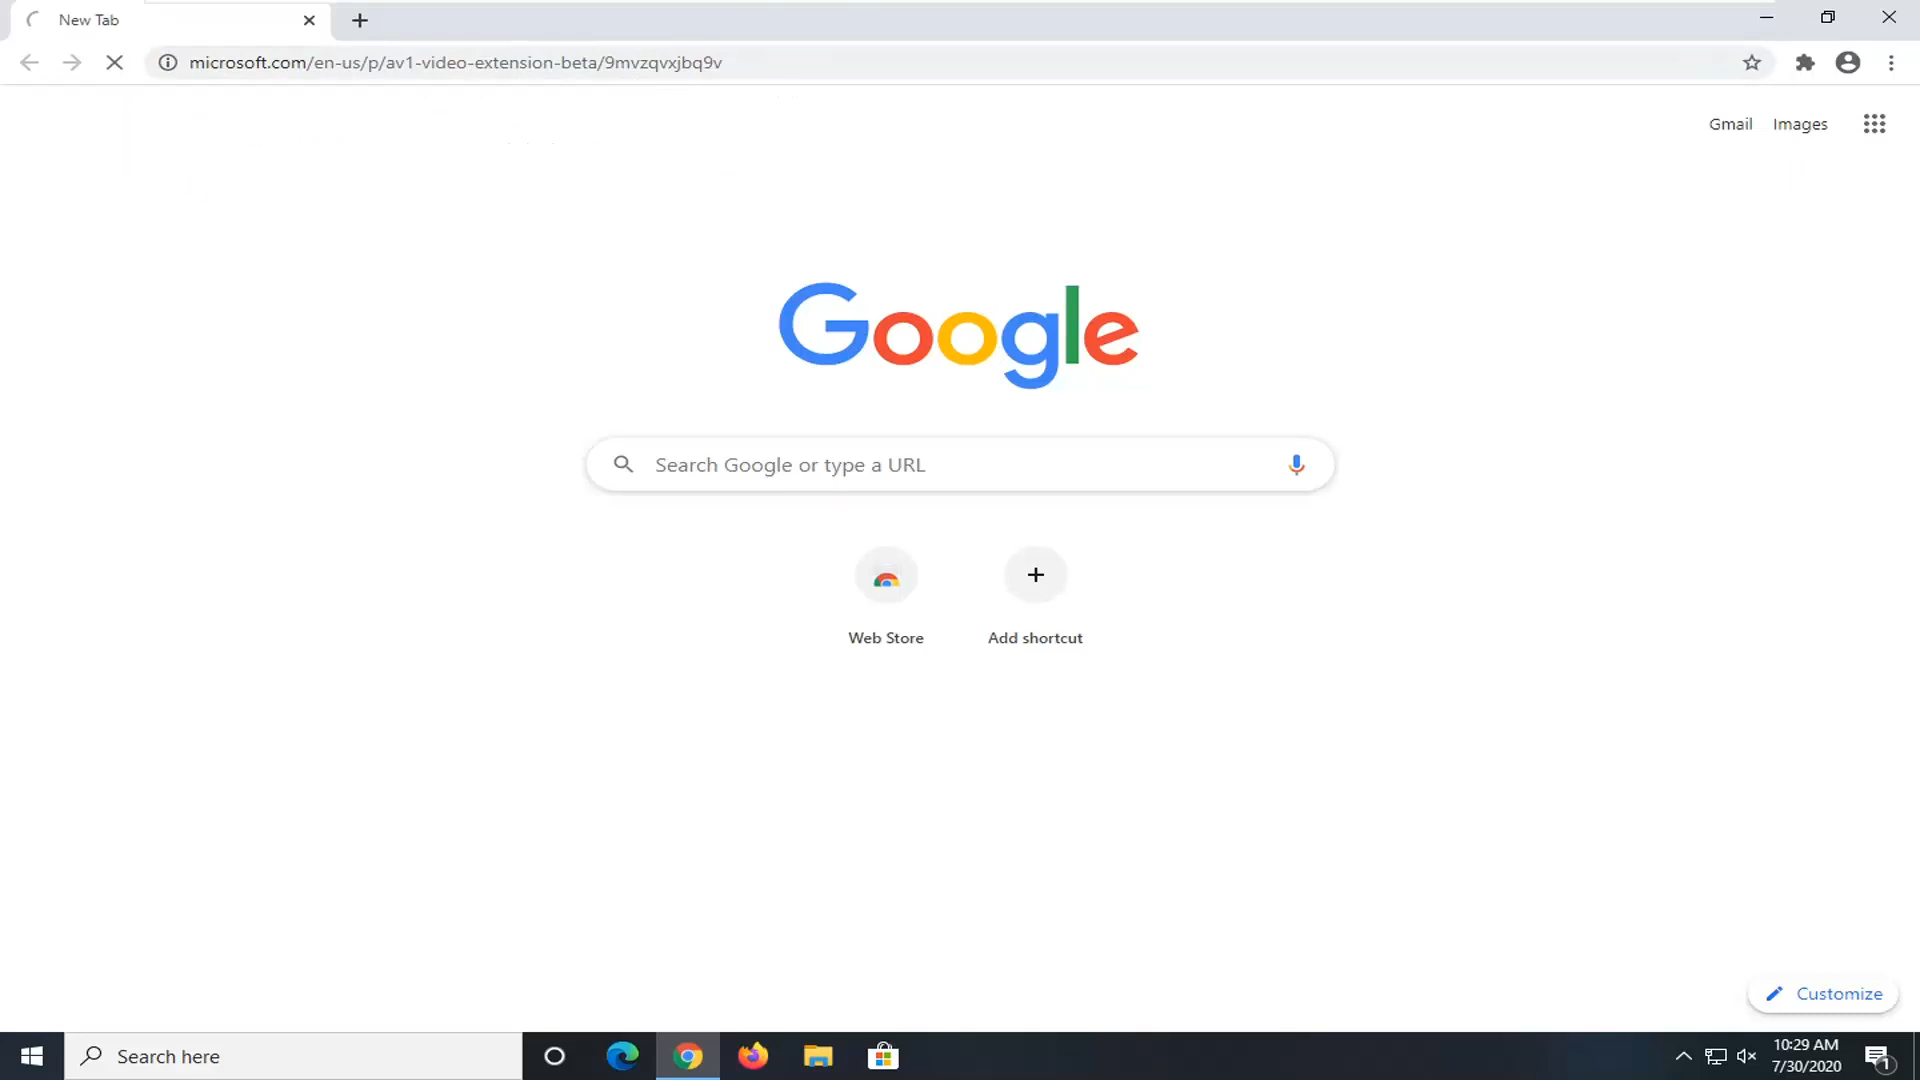 New Tab
microsoft.com/en-us/p/av1-video-extension-beta/9mvzqvxjbq9v
Gmail Images
Google
Search Google or type a URL
Web Store Add shortcut
Customize
Search here
10:29 AM
7/30/2020
1